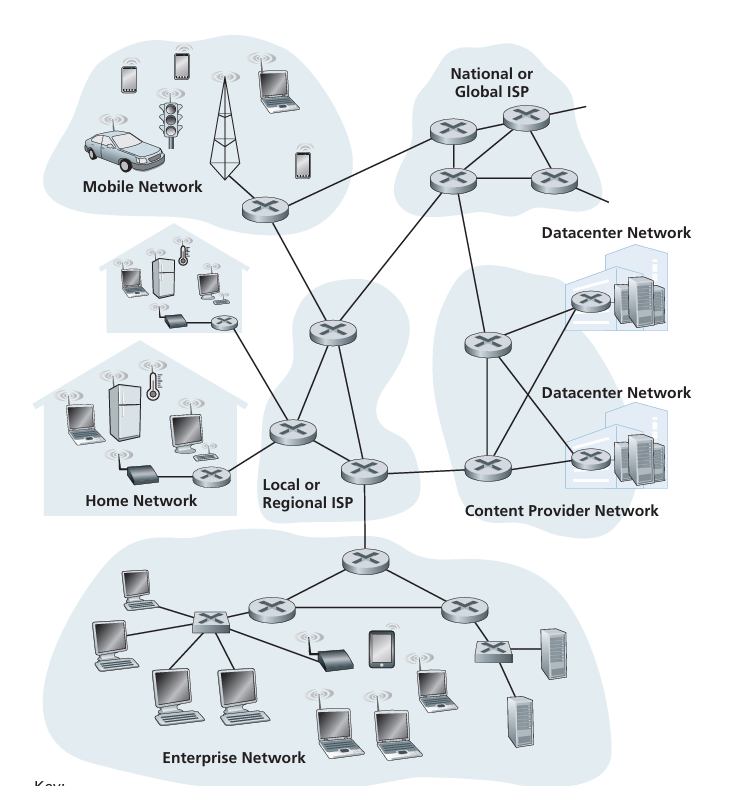 National or
Global ISP
Mobile Network
Datacenter Network
Datacenter Network
Home Network
Local or
Regional ISP
Content Provider Network
Enterprise Network
Key: